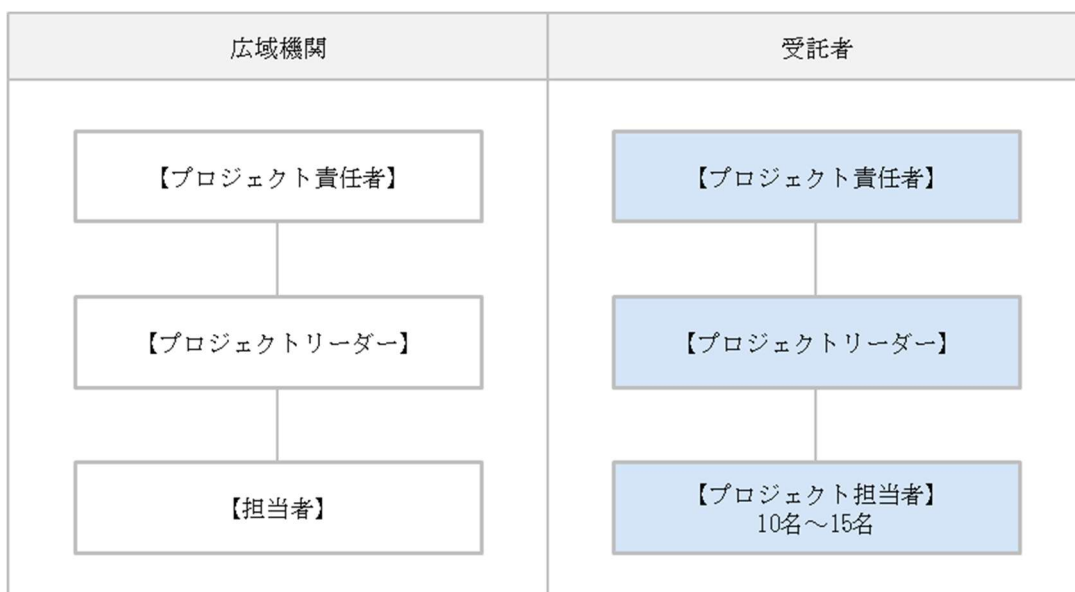 広域機関
受託者
【プロジェクト責任者】
【プロジェクト責任者】
【プロジェクトリーダー】
【プロジェクトリーダー】
【担当者】
【プロジェクト担当者】
10名～15名